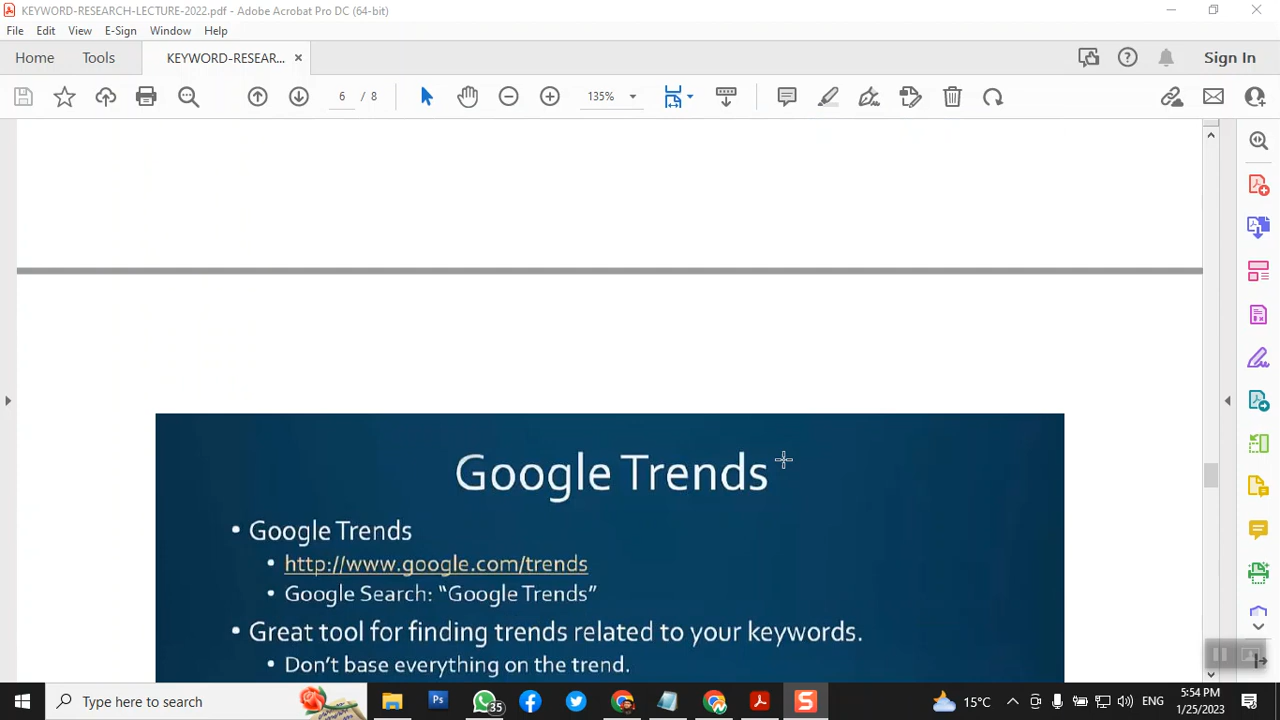 KEYWORD-RESEARCH-LECTURE-2022.pdf - Adobe Acrobat Pro DC (64-bit)
File Edit View E-Sign Window Help
Home Tools KEYWORD-RESEAR... × Sign In
6 / 8 135%
Google Trends
• Google Trends
• http://www.google.com/trends
• Google Search: “Google Trends”
• Great tool for finding trends related to your keywords.
• Don’t base everything on the trend.
Type here to search Ps 35 S 15°C ENG 5:54 PM
1/25/2023